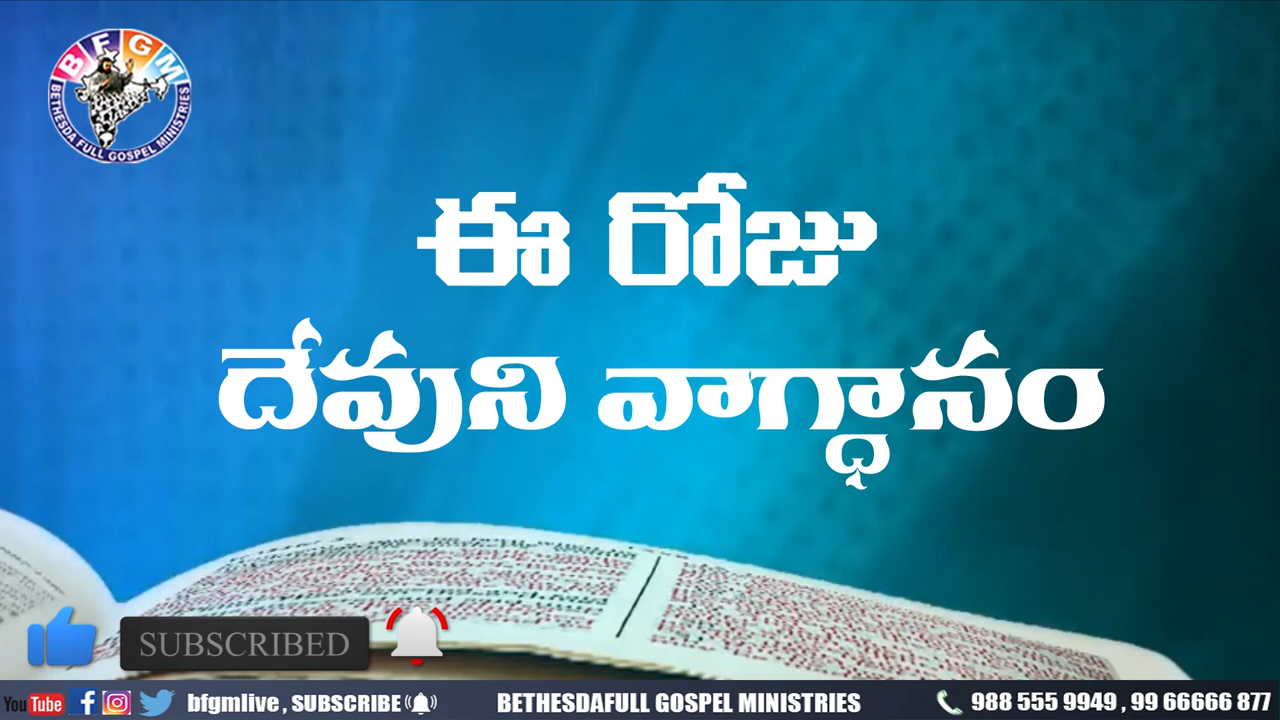 BFGM
BETHESDA FULL GOSPEL MINISTRIES
ఈ రోజు
దేవుని వాగ్ధానం
SUBSCRIBED
YouTube bfgmlive , SUBSCRIBE BETHESDAFULL GOSPEL MINISTRIES 988 555 9949 , 99 66666 877